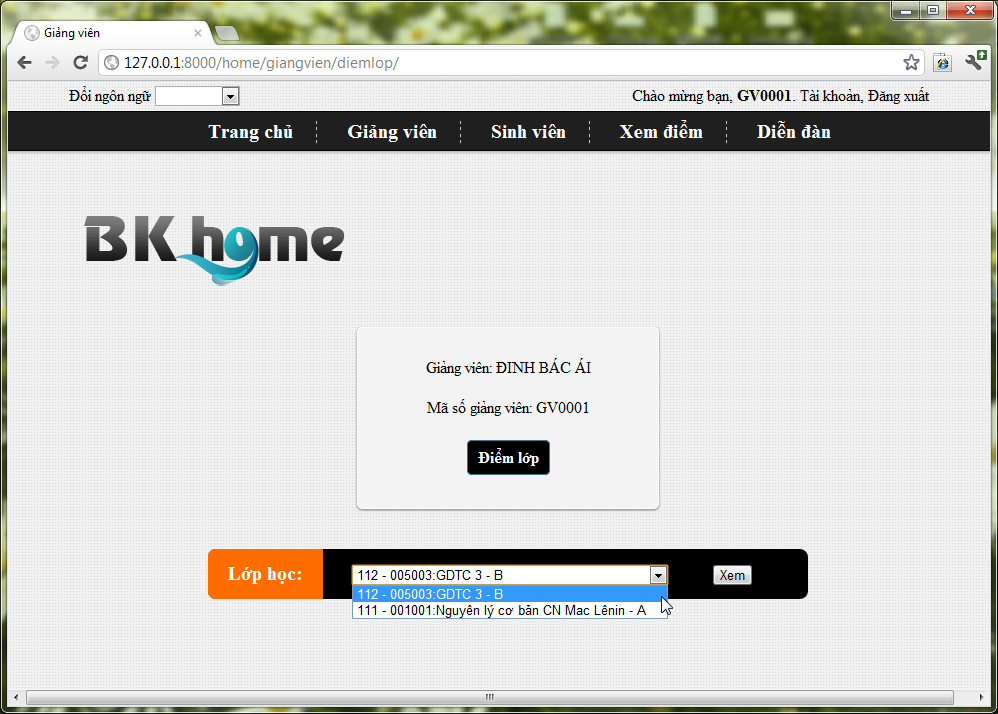 Giảng viên
127.0.0.1:8000/home/giangvien/diemlop/
Đổi ngôn ngữ
Chào mừng bạn, GV0001. Tài khoản, Đăng xuất
Trang chủ Giảng viên Sinh viên Xem điểm Diễn đàn
BK home
Giảng viên: ĐINH BÁC ÁI
Mã số giảng viên: GV0001
Điểm lớp
Lớp học: 112 - 005003:GDTC 3 - B Xem
112 - 005003:GDTC 3 - B
111 - 001001:Nguyên lý cơ bản CN Mac Lênin - A